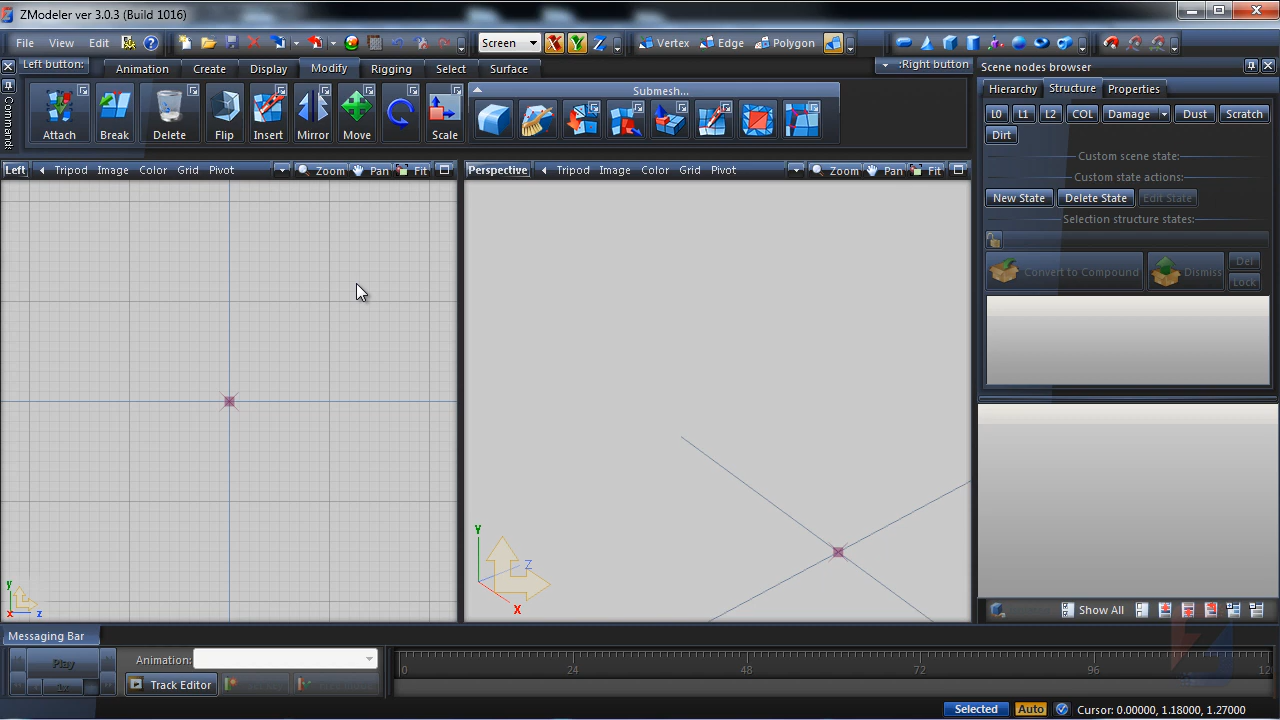 ZModeler ver 3.0.3 (Build 1016)
File View Edit Screen X Y Z Vertex Edge Polygon
Left button: Animation Create Display Modify Rigging Select Surface :Right button
Commands
Submesh...
Attach Break Delete Flip Insert Mirror Move Scale
Left Tripod Image Color Grid Pivot Zoom Pan Fit
Perspective Tripod Image Color Grid Pivot Zoom Pan Fit
Y
Z
X
y
x z
Scene nodes browser
Hierarchy Structure Properties
L0 L1 L2 COL Damage Dust Scratch
Dirt
Custom scene state:
Custom state actions:
New State Delete State Edit State
Selection structure states:
Convert to Compound Dismiss Del
Lock
Show All
Messaging Bar
Play Animation:
Track Editor
0 24 48 72 96 12
Selected Auto Cursor: 0.00000, 1.18000, 1.27000